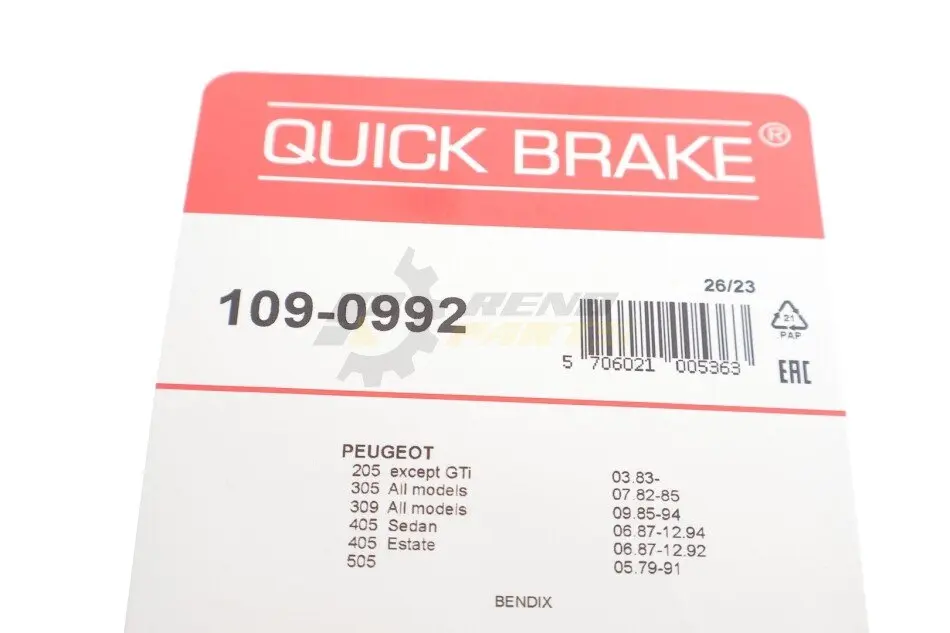 QUICK BRAKE®
26/23
109-0992
RENG
PARTS
5 706021 005363
21
PAP
EAC
PEUGEOT
205 except GTi 03.83-
305 All models 07.82-85
309 All models 09.85-94
405 Sedan 06.87-12.94
405 Estate 06.87-12.92
505 05.79-91
BENDIX